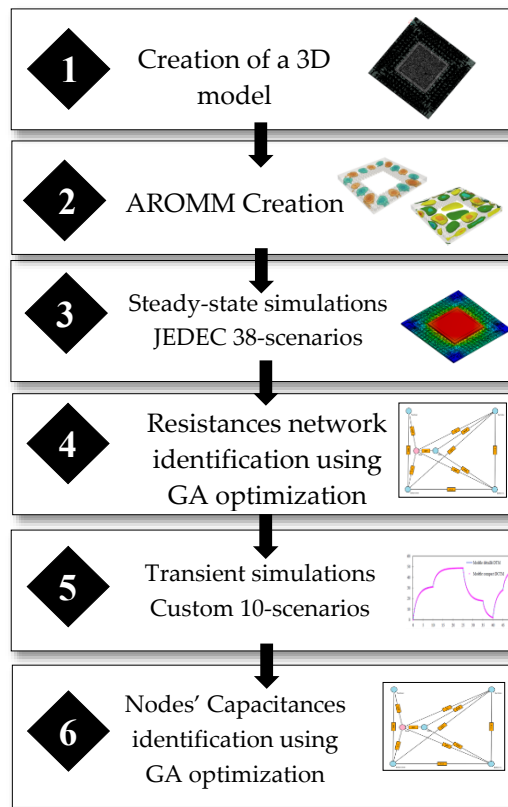 1
Creation of a 3D
model
2
AROMM Creation
3
Steady-state simulations
JEDEC 38-scenarios
4
Resistances network
identification using
GA optimization
5
Transient simulations
Custom 10-scenarios
6
Nodes' Capacitances
identification using
GA optimization